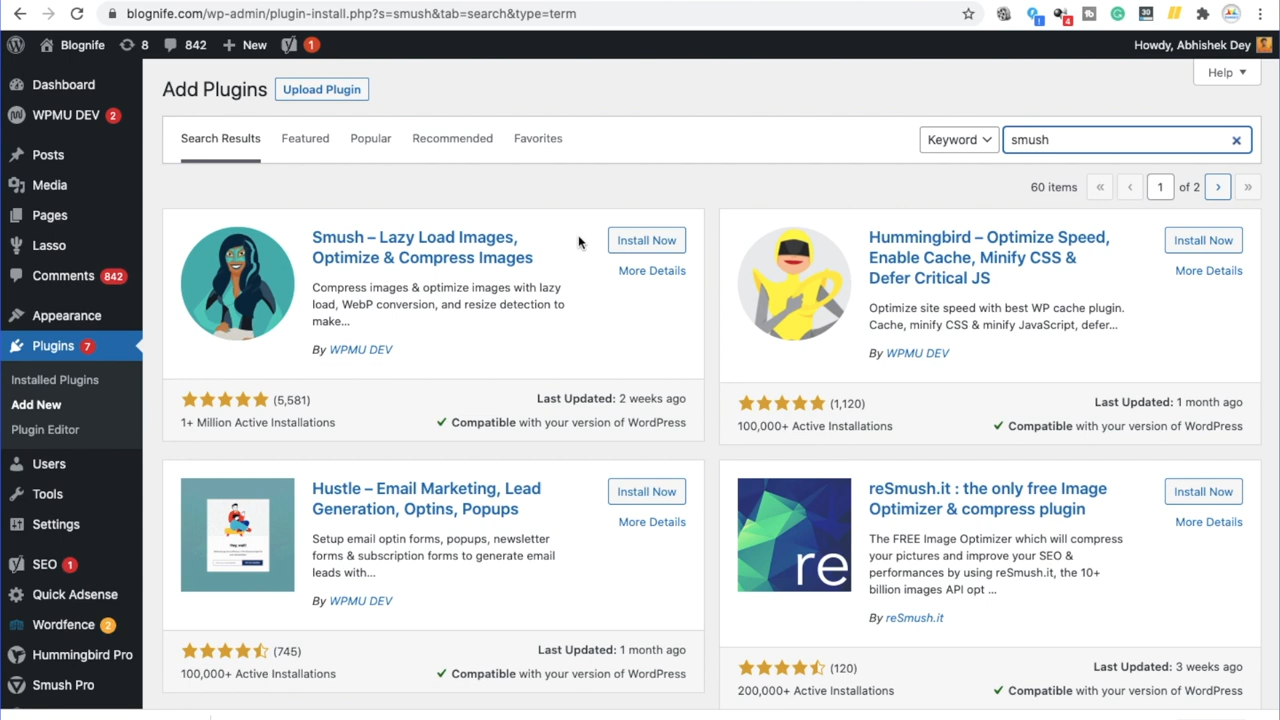 blognife.com/wp-admin/plugin-install.php?s=smush&tab=search&type=term
Blognife
8
842
New
1
Howdy, Abhishek Dey
Dashboard
WPMU DEV 2
Posts
Media
Pages
Lasso
Comments 842
Appearance
Plugins 7
Installed Plugins
Add New
Plugin Editor
Users
Tools
Settings
SEO 1
Quick Adsense
Wordfence 2
Hummingbird Pro
Smush Pro
Add Plugins
Upload Plugin
Help
Search Results
Featured
Popular
Recommended
Favorites
Keyword
smush
60 items « ‹ 1 of 2 › »
Smush – Lazy Load Images,
Optimize & Compress Images
Install Now
More Details
Compress images & optimize images with lazy
load, WebP conversion, and resize detection to
make...
By WPMU DEV
(5,581)
1+ Million Active Installations
Last Updated: 2 weeks ago
Compatible with your version of WordPress
Hummingbird – Optimize Speed,
Enable Cache, Minify CSS &
Defer Critical JS
Install Now
More Details
Optimize site speed with best WP cache plugin.
Cache, minify CSS & minify JavaScript, defer...
By WPMU DEV
(1,120)
100,000+ Active Installations
Last Updated: 1 month ago
Compatible with your version of WordPress
Hustle – Email Marketing, Lead
Generation, Optins, Popups
Install Now
More Details
Setup email optin forms, popups, newsletter
forms & subscription forms to generate email
leads with...
By WPMU DEV
(745)
100,000+ Active Installations
Last Updated: 1 month ago
Compatible with your version of WordPress
re
reSmush.it : the only free Image
Optimizer & compress plugin
Install Now
More Details
The FREE Image Optimizer which will compress
your pictures and improve your SEO &
performances by using reSmush.it, the 10+
billion images API opt ...
By reSmush.it
(120)
200,000+ Active Installations
Last Updated: 3 weeks ago
Compatible with your version of WordPress